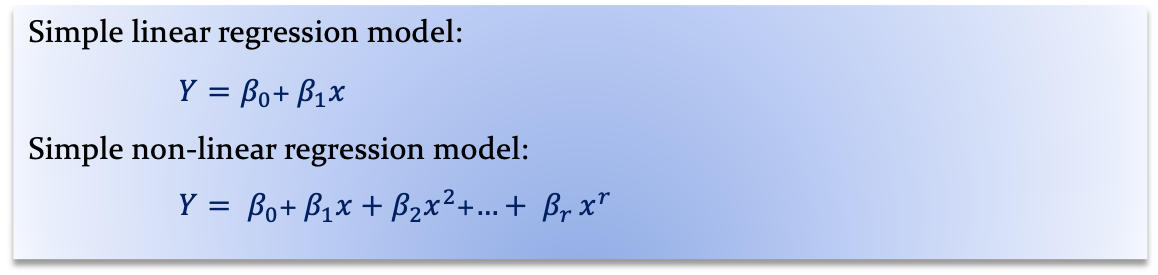 Simple linear regression model:
Y = β₀+ β₁x
Simple non-linear regression model:
Y = β₀+ β₁x + β₂x²+...+ βᵣ xʳ